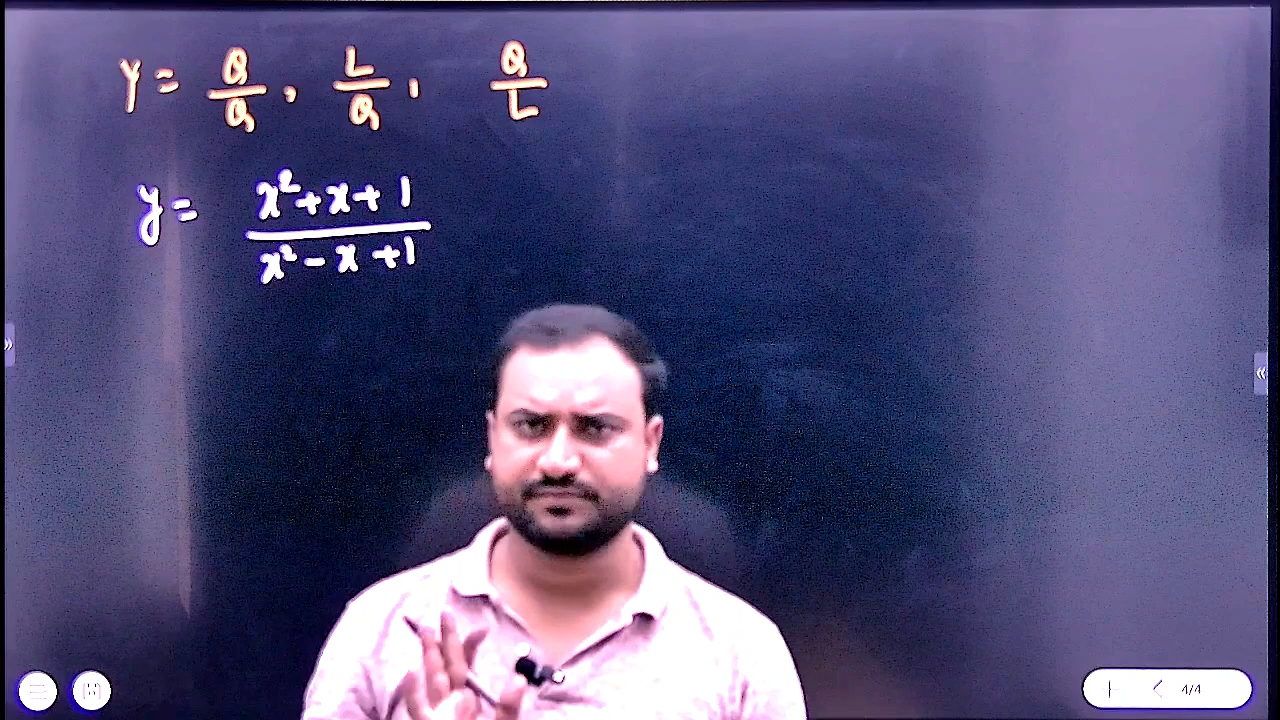 y = Q/Q, L/Q, Q/L
y = x²+x+1/x²-x+1
4/4